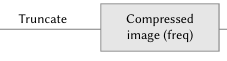 Truncate
Compressed
image (freq)